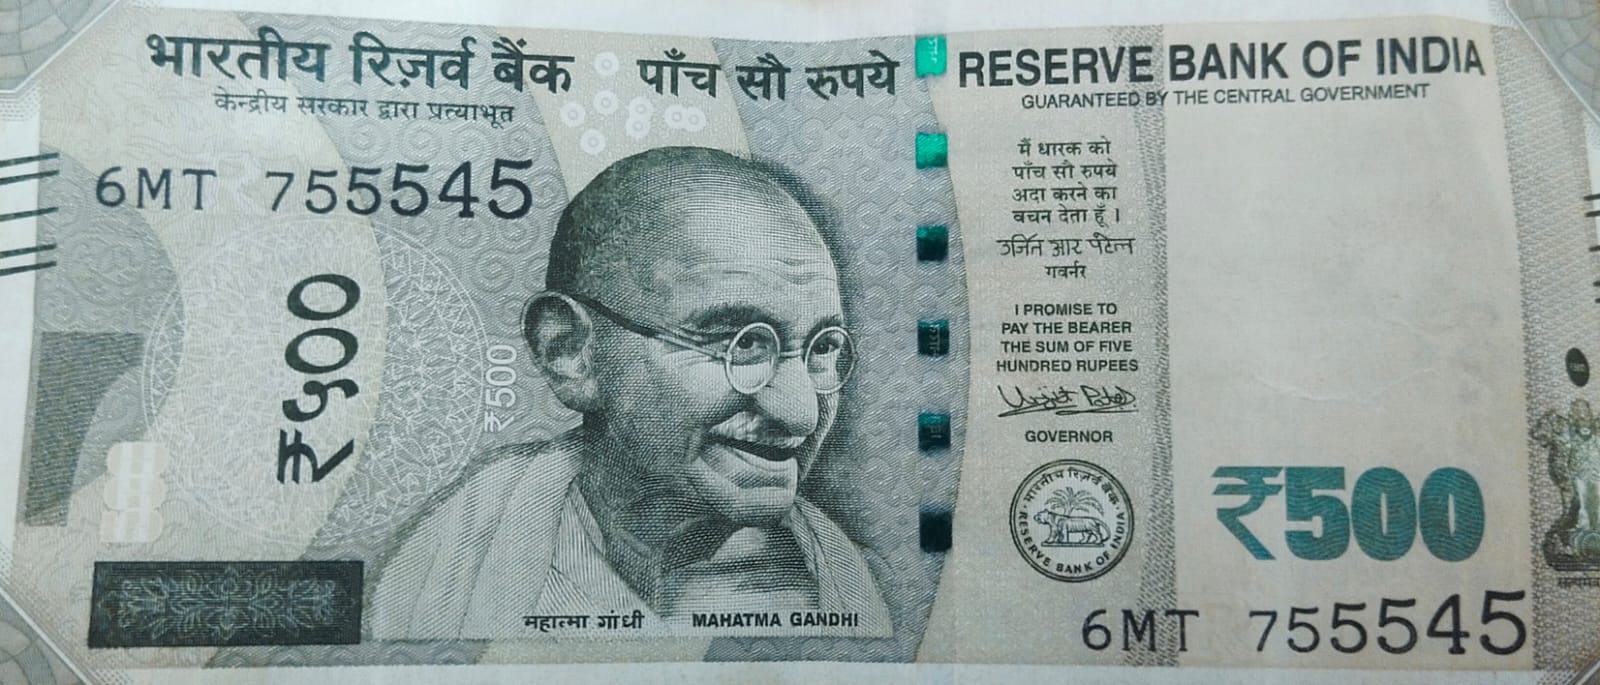 भारतीय रिज़र्व बैंक पाँच सौ रुपये RESERVE BANK OF INDIA
केन्द्रीय सरकार द्वारा प्रत्याभूत GUARANTEED BY THE CENTRAL GOVERNMENT
6MT 755545
₹५००
₹500
मैं धारक को
पाँच सौ रुपये
अदा करने का
वचन देता हूँ।
उर्जित आर पटेल
गवर्नर
I PROMISE TO
PAY THE BEARER
THE SUM OF FIVE
HUNDRED RUPEES
Urjit Patel
GOVERNOR
भारतीय रिज़र्व बैंक
RESERVE BANK OF INDIA
₹500
महात्मा गांधी MAHATMA GANDHI
6MT 755545